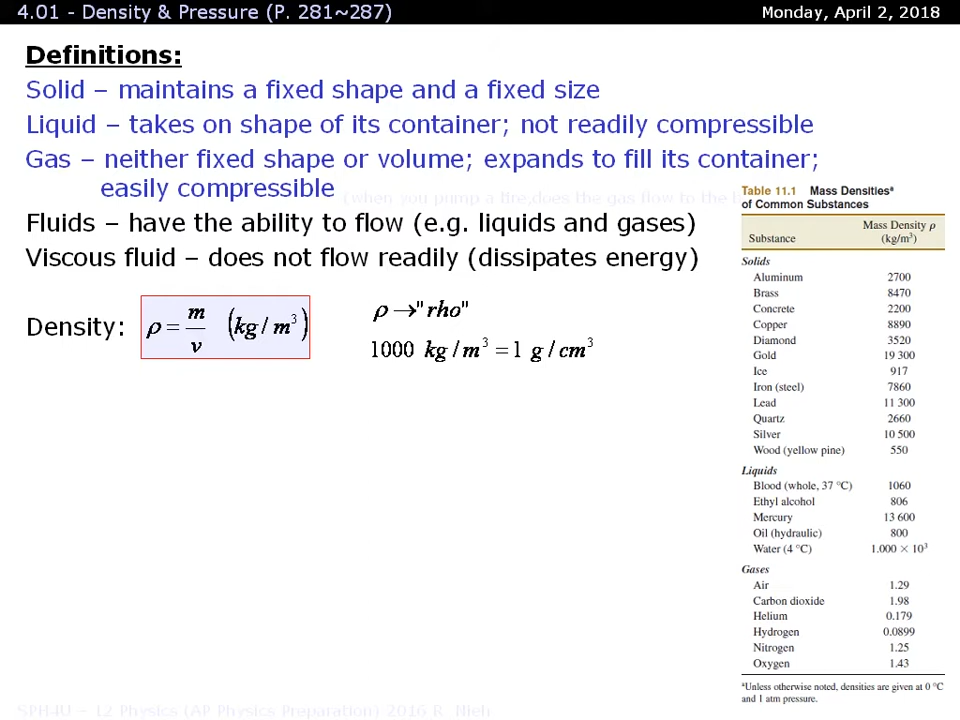 4.01 - Density & Pressure (P. 281~287)
Monday, April 2, 2018
Definitions:
Solid – maintains a fixed shape and a fixed size
Liquid – takes on shape of its container; not readily compressible
Gas – neither fixed shape or volume; expands to fill its container;
easily compressible
(when you pump a tire,does the gas flow to the b
Fluids – have the ability to flow (e.g. liquids and gases)
Viscous fluid – does not flow readily (dissipates energy)
Density: ρ = m/v (kg/m³)
ρ → "rho"
1000 kg/m³ = 1 g/cm³
Table 11.1 Mass Densitiesª
of Common Substances
Mass Density ρ
Substance (kg/m³)
Solids
Aluminum 2700
Brass 8470
Concrete 2200
Copper 8890
Diamond 3520
Gold 19 300
Ice 917
Iron (steel) 7860
Lead 11 300
Quartz 2660
Silver 10 500
Wood (yellow pine) 550
Liquids
Blood (whole, 37 °C) 1060
Ethyl alcohol 806
Mercury 13 600
Oil (hydraulic) 800
Water (4 °C) 1.000 × 10³
Gases
Air 1.29
Carbon dioxide 1.98
Helium 0.179
Hydrogen 0.0899
Nitrogen 1.25
Oxygen 1.43
ªUnless otherwise noted, densities are given at 0 °C
and 1 atm pressure.
SPH4U – 12 Physics (AP Physics Preparation) 2016 R. Nieh